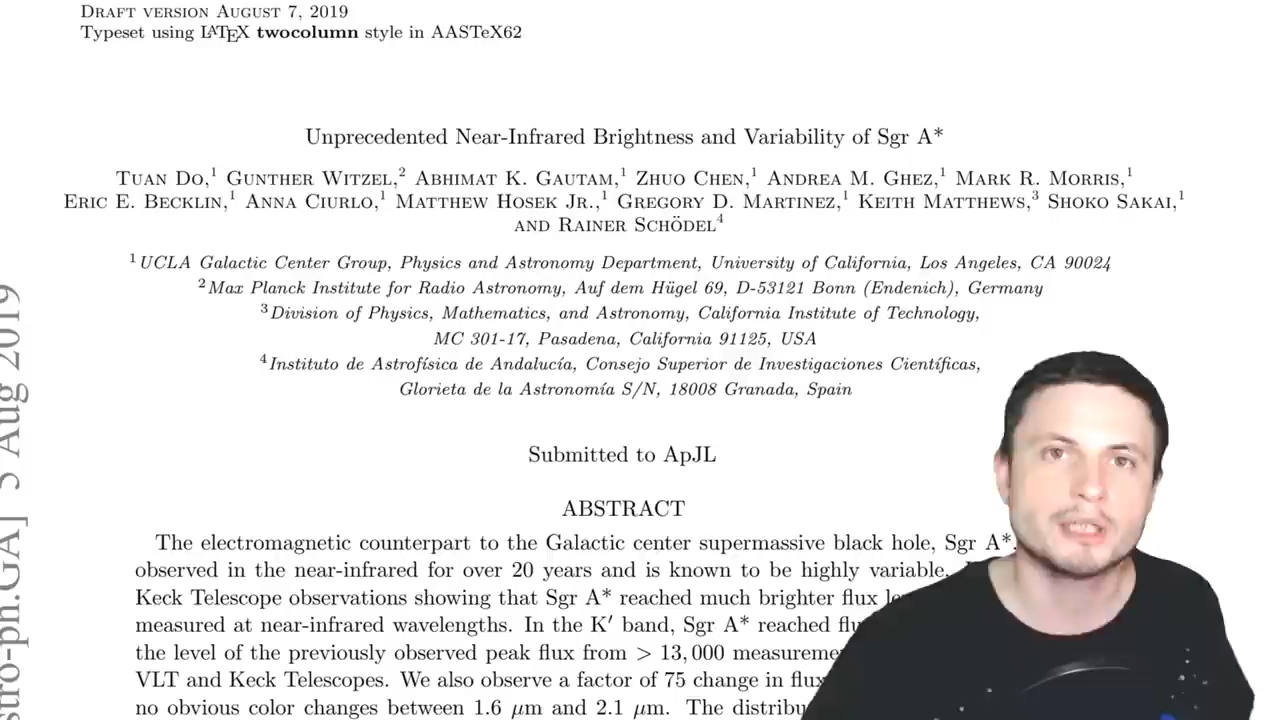 DRAFT VERSION AUGUST 7, 2019
Typeset using LATEX twocolumn style in AASTeX62
Unprecedented Near-Infrared Brightness and Variability of Sgr A*
TUAN DO,1 GUNTHER WITZEL,2 ABHIMAT K. GAUTAM,1 ZHUO CHEN,1 ANDREA M. GHEZ,1 MARK R. MORRIS,1
ERIC E. BECKLIN,1 ANNA CIURLO,1 MATTHEW HOSEK JR.,1 GREGORY D. MARTINEZ,1 KEITH MATTHEWS,3 SHOKO SAKAI,1
AND RAINER SCHÖDEL4
1UCLA Galactic Center Group, Physics and Astronomy Department, University of California, Los Angeles, CA 90024
2Max Planck Institute for Radio Astronomy, Auf dem Hügel 69, D-53121 Bonn (Endenich), Germany
3Division of Physics, Mathematics, and Astronomy, California Institute of Technology,
MC 301-17, Pasadena, California 91125, USA
4Instituto de Astrofísica de Andalucía, Consejo Superior de Investigaciones Científicas,
Glorieta de la Astronomía S/N, 18008 Granada, Spain
Submitted to ApJL
ABSTRACT
The electromagnetic counterpart to the Galactic center supermassive black hole, Sgr A*,
observed in the near-infrared for over 20 years and is known to be highly variable.
Keck Telescope observations showing that Sgr A* reached much brighter flux
measured at near-infrared wavelengths. In the K′ band, Sgr A* reached
the level of the previously observed peak flux from > 13,000
VLT and Keck Telescopes. We also observe a factor of 75 change in flux
no obvious color changes between 1.6 μm and 2.1 μm. The
stro-ph.GA] 5 Aug 2019